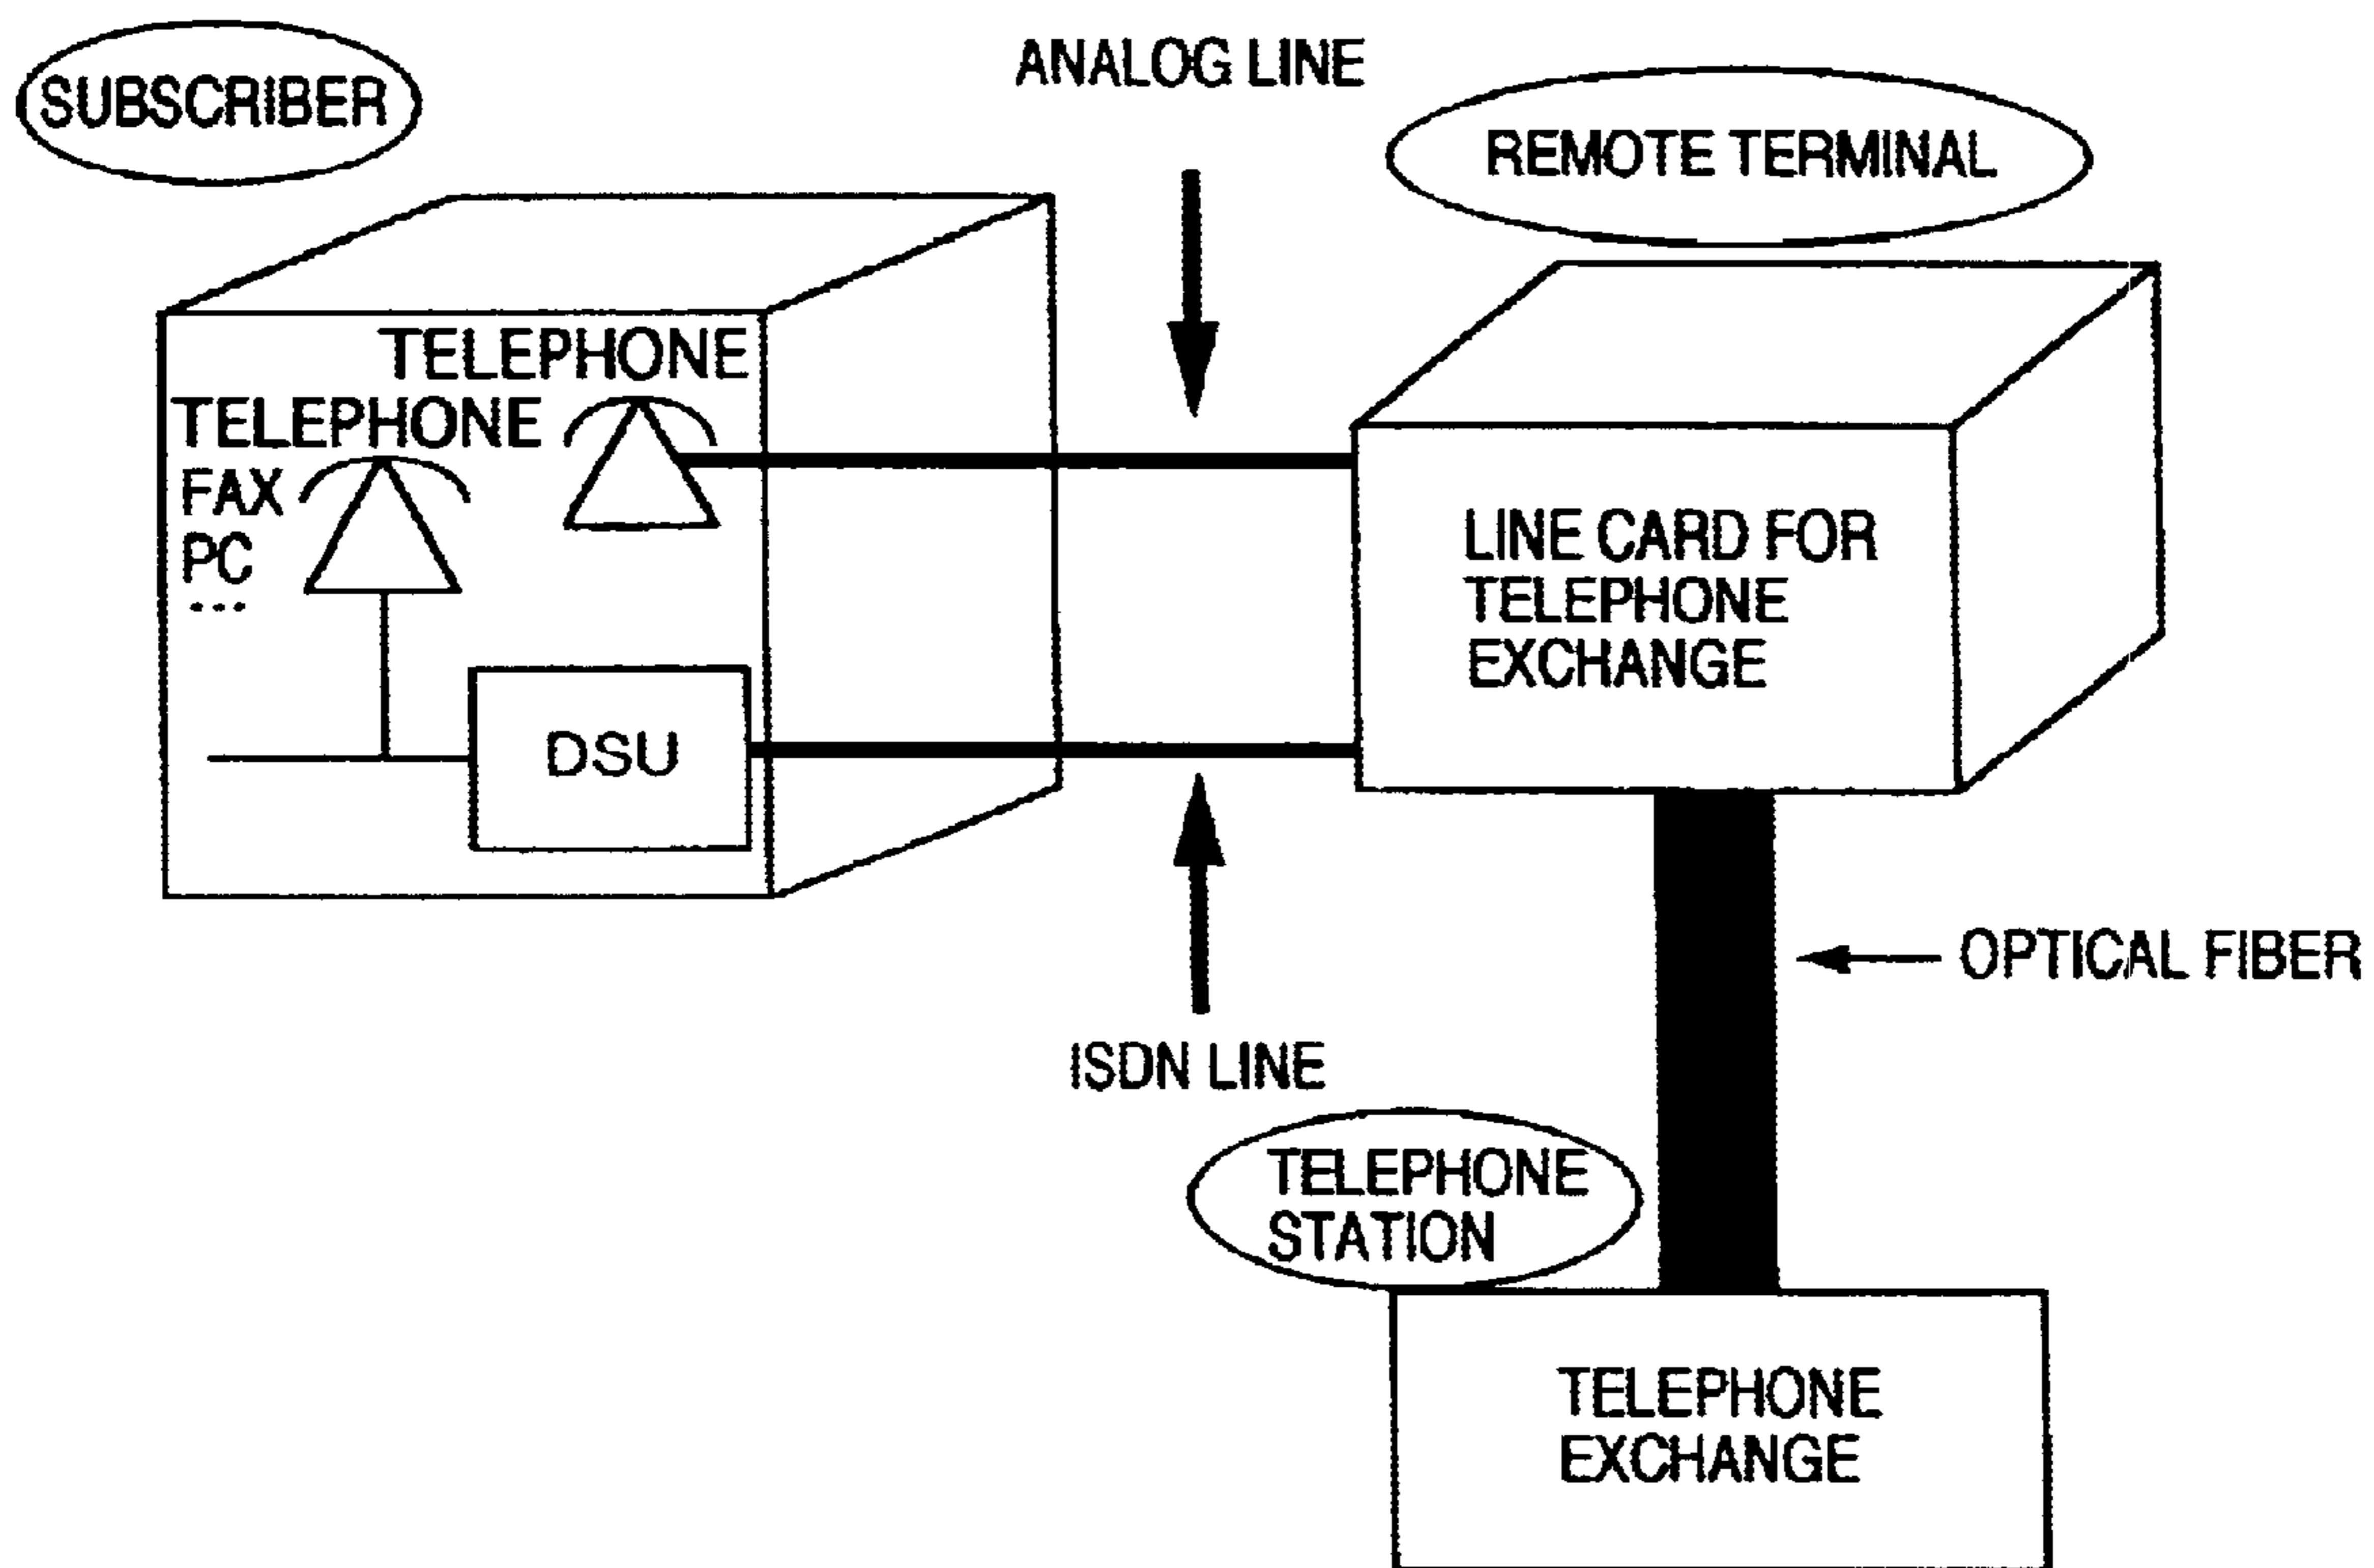 SUBSCRIBER
ANALOG LINE
REMOTE TERMINAL
TELEPHONE
TELEPHONE
FAX
PC
...
DSU
LINE CARD FOR
TELEPHONE
EXCHANGE
OPTICAL FIBER
ISDN LINE
TELEPHONE
STATION
TELEPHONE
EXCHANGE